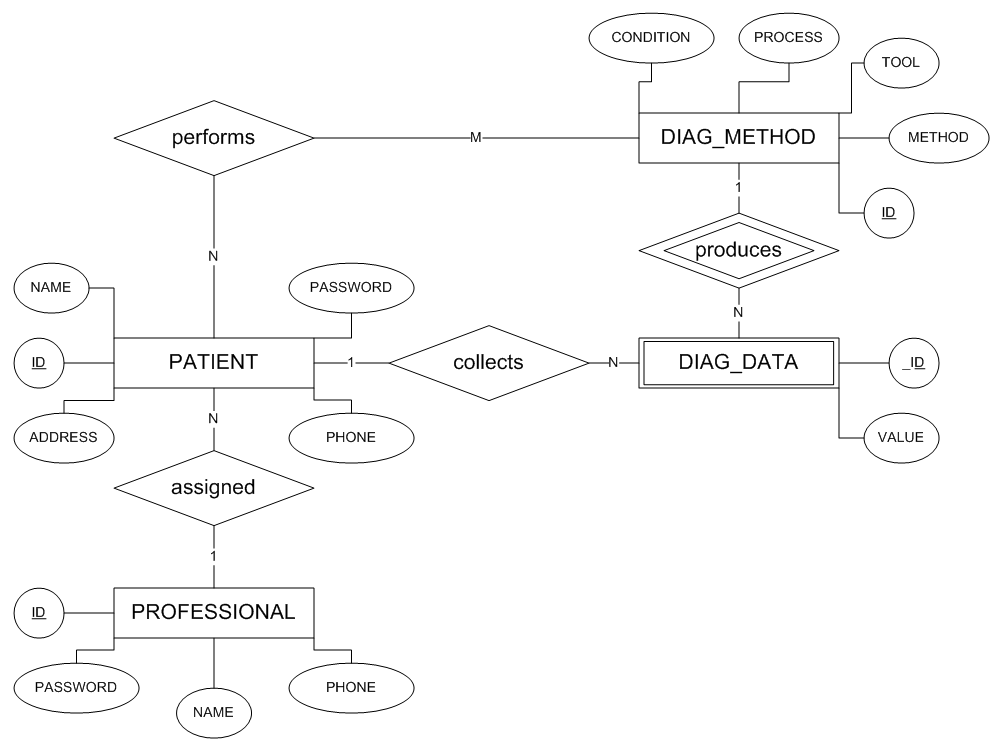 CONDITION
PROCESS
TOOL
performs
M
DIAG_METHOD
METHOD
1
ID
N
produces
NAME
PASSWORD
N
ID
PATIENT
1
collects
N
DIAG_DATA
_ID
N
ADDRESS
PHONE
VALUE
assigned
1
ID
PROFESSIONAL
PASSWORD
PHONE
NAME